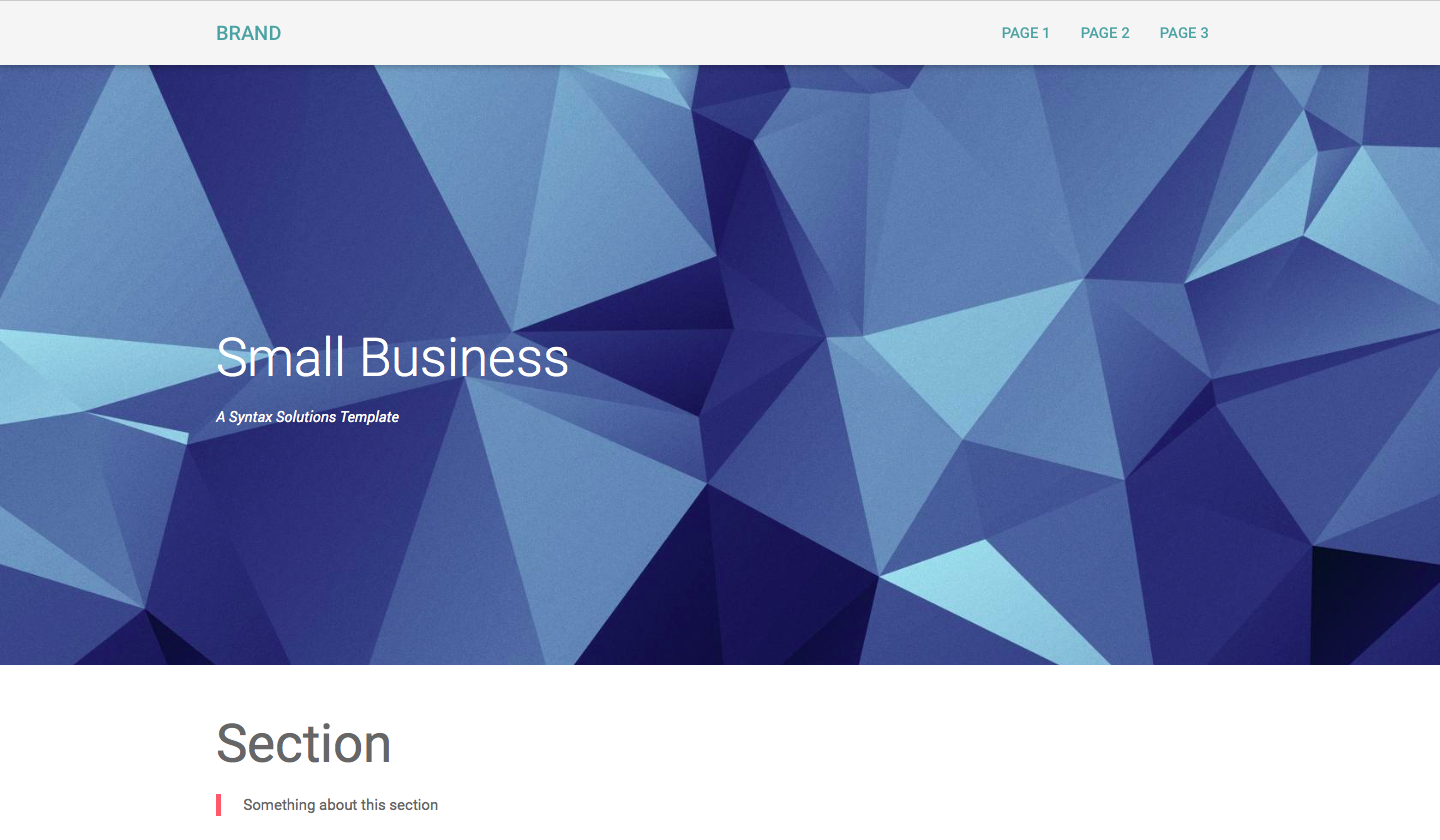 BRAND PAGE 1 PAGE 2 PAGE 3
Small Business
A Syntax Solutions Template
Section
Something about this section